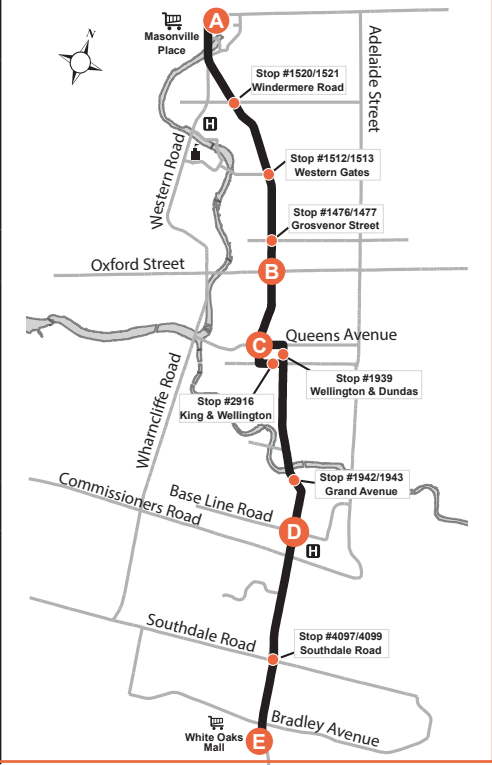 A
Masonville
Place
N
Adelaide Street
Stop #1520/1521
Windermere Road
H
Western Road
Stop #1512/1513
Western Gates
Stop #1476/1477
Grosvenor Street
Oxford Street
B
C
Queens Avenue
Stop #1939
Wellington & Dundas
Stop #2916
King & Wellington
Wharncliffe Road
Stop #1942/1943
Grand Avenue
Commissioners Road
Base Line Road
D
H
Southdale Road
Stop #4097/4099
Southdale Road
Bradley Avenue
White Oaks
Mall
E